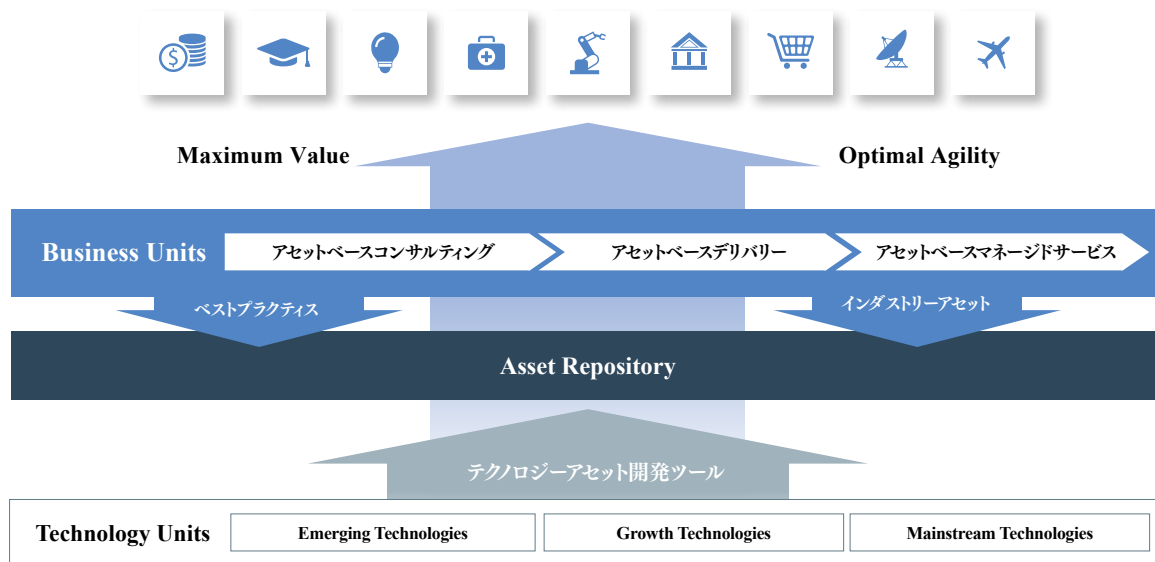 $
Maximum Value
Optimal Agility
Business Units
アセットベースコンサルティング
アセットベースデリバリー
アセットベースマネージドサービス
ベストプラクティス
インダストリーアセット
Asset Repository
テクノロジーアセット開発ツール
Technology Units
Emerging Technologies
Growth Technologies
Mainstream Technologies